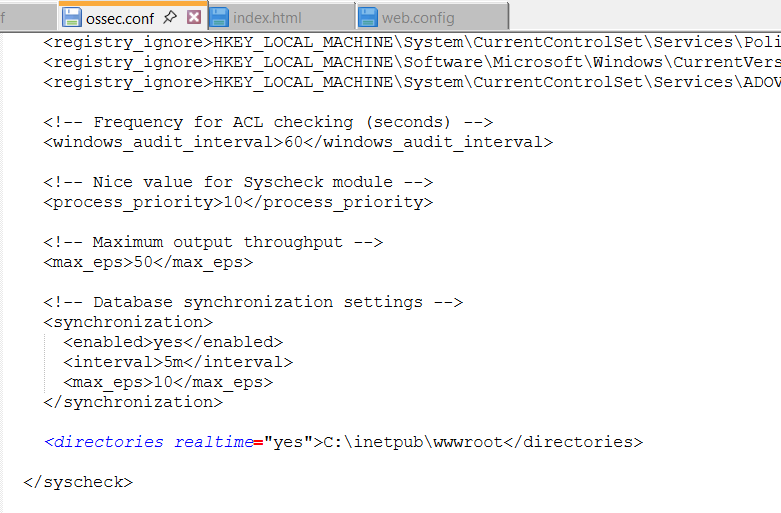 f
ossec.conf
index.html
web.config
<registry_ignore>HKEY_LOCAL_MACHINE\System\CurrentControlSet\Services\Poli
<registry_ignore>HKEY_LOCAL_MACHINE\Software\Microsoft\Windows\CurrentVers
<registry_ignore>HKEY_LOCAL_MACHINE\System\CurrentControlSet\Services\ADOV
<!-- Frequency for ACL checking (seconds) -->
<windows_audit_interval>60</windows_audit_interval>
<!-- Nice value for Syscheck module -->
<process_priority>10</process_priority>
<!-- Maximum output throughput -->
<max_eps>50</max_eps>
<!-- Database synchronization settings -->
<synchronization>
<enabled>yes</enabled>
<interval>5m</interval>
<max_eps>10</max_eps>
</synchronization>
<directories realtime="yes">C:\inetpub\wwwroot</directories>
</syscheck>